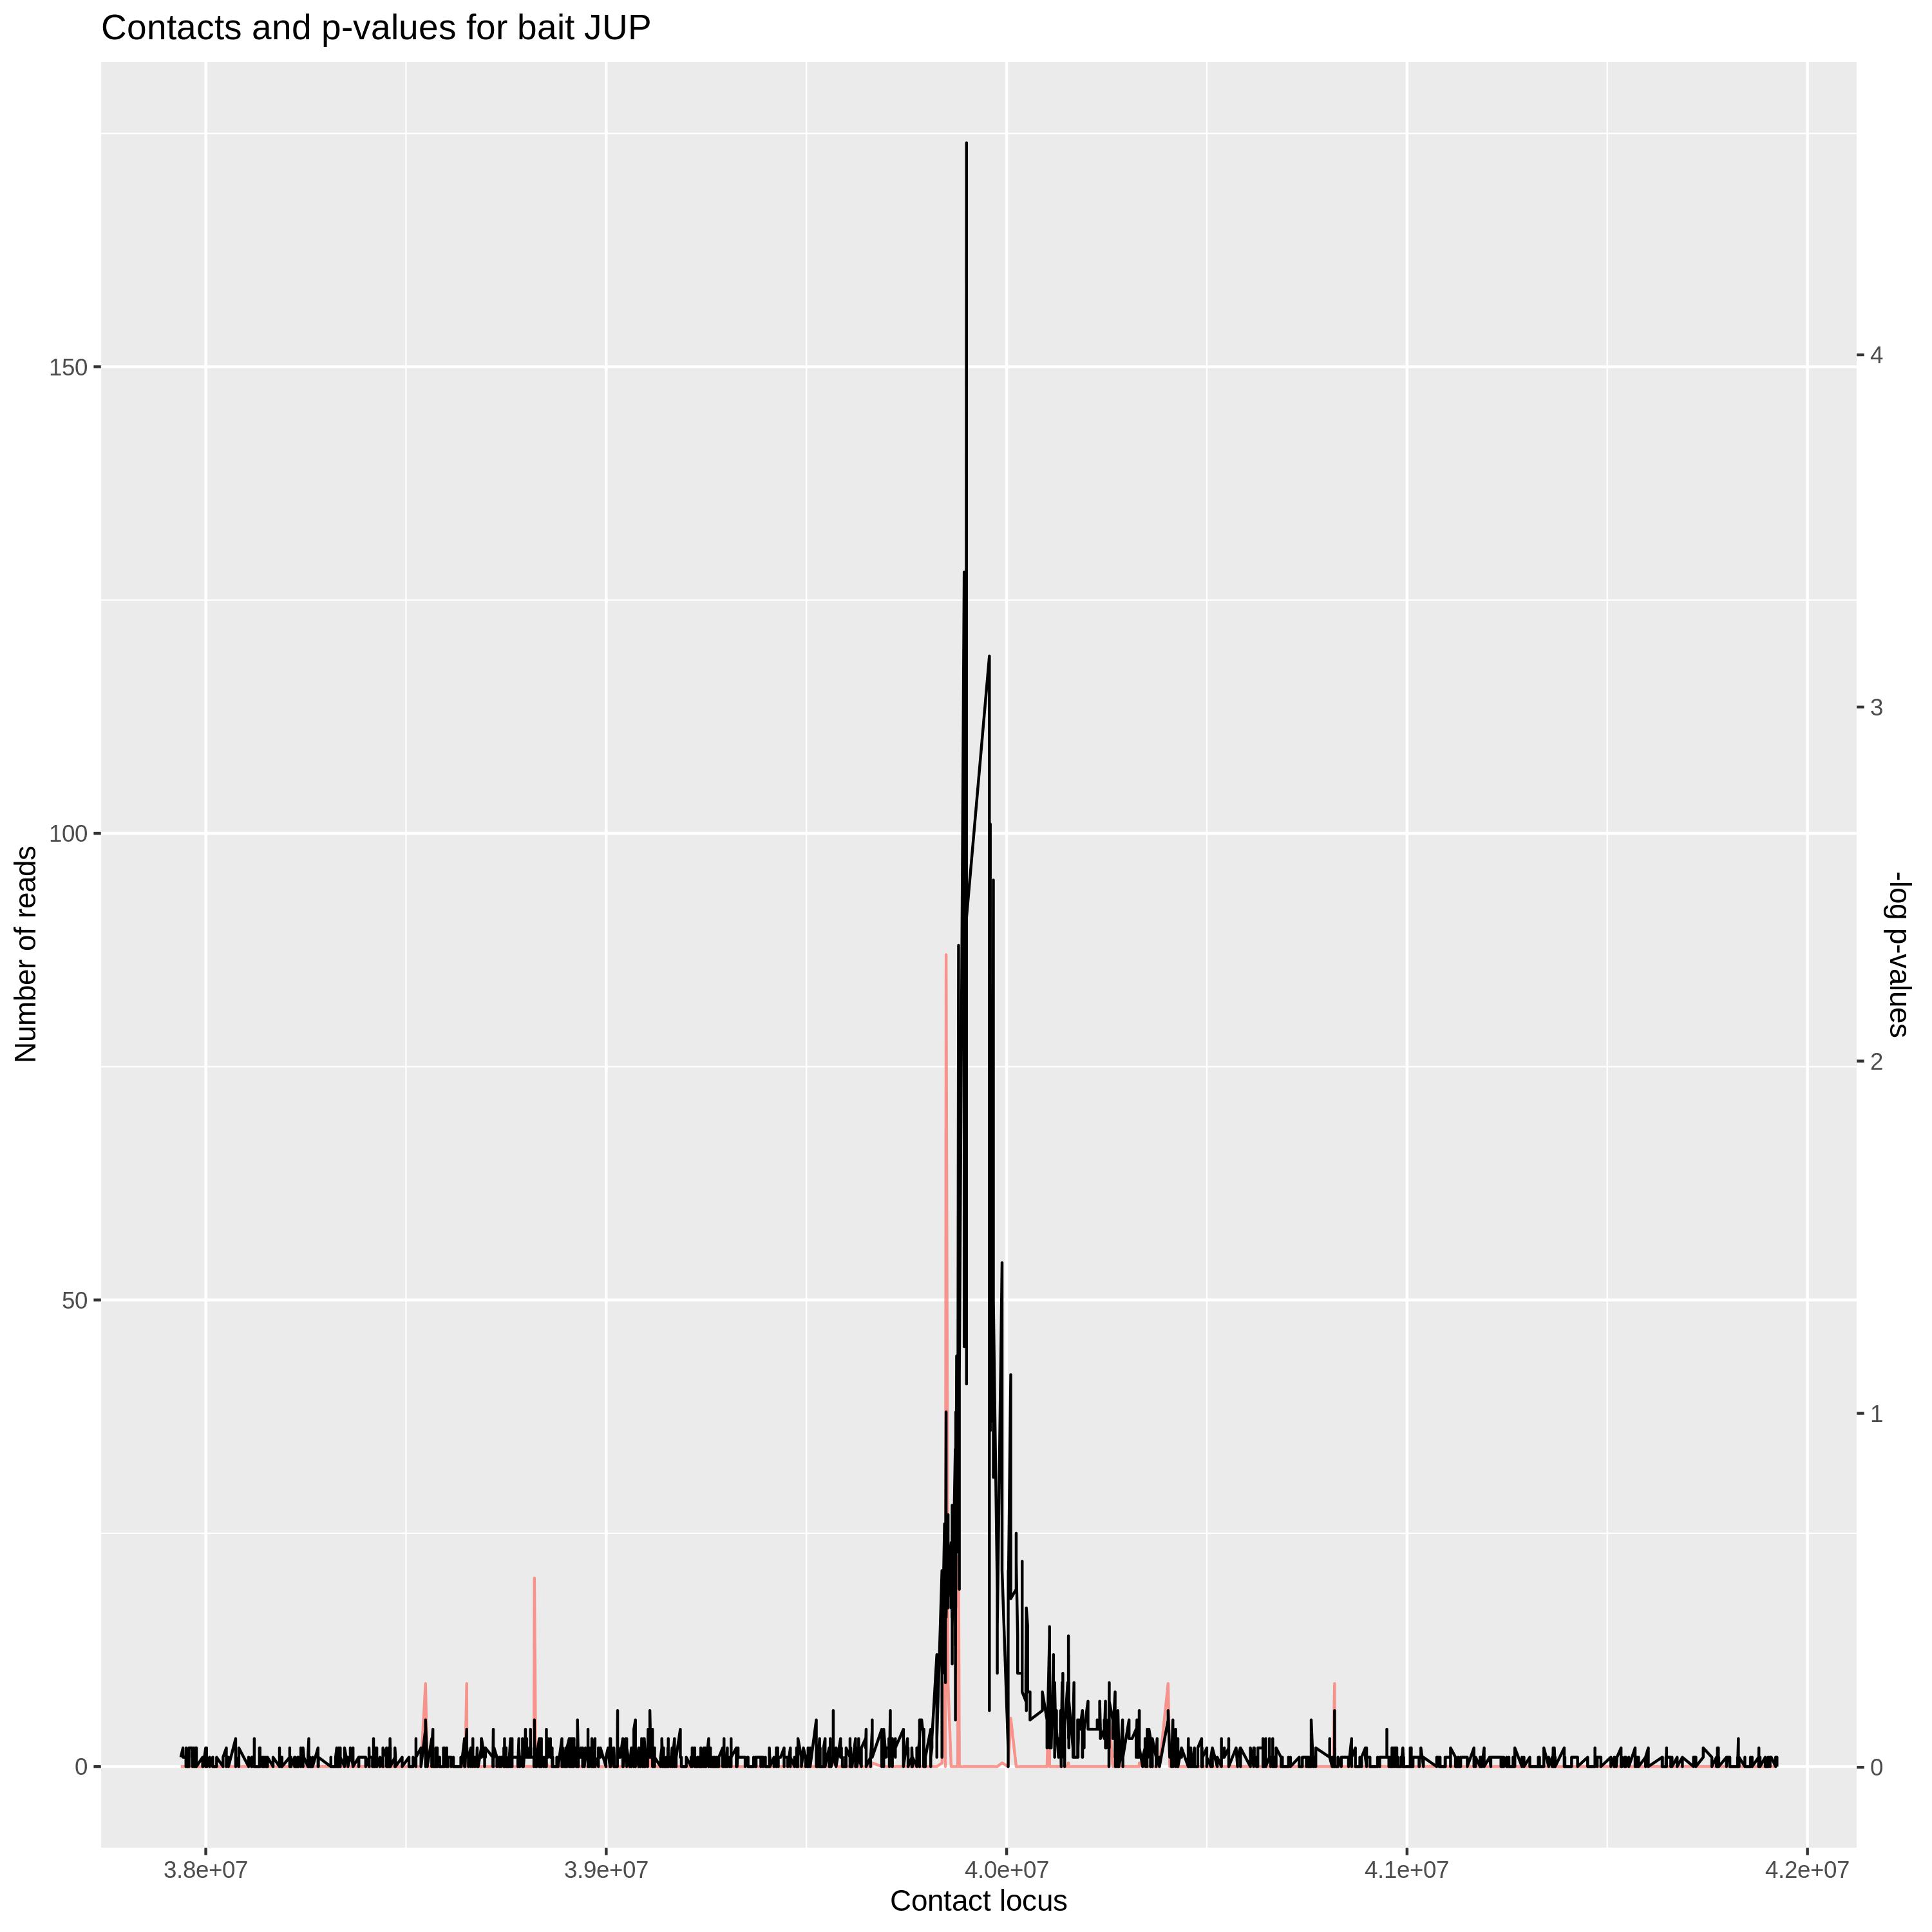 Contacts and p-values for bait JUP
150
100
50
0
Number of reads
4
3
2
1
0
-log p-values
3.8e+07 3.9e+07 4.0e+07 4.1e+07 4.2e+07
Contact locus